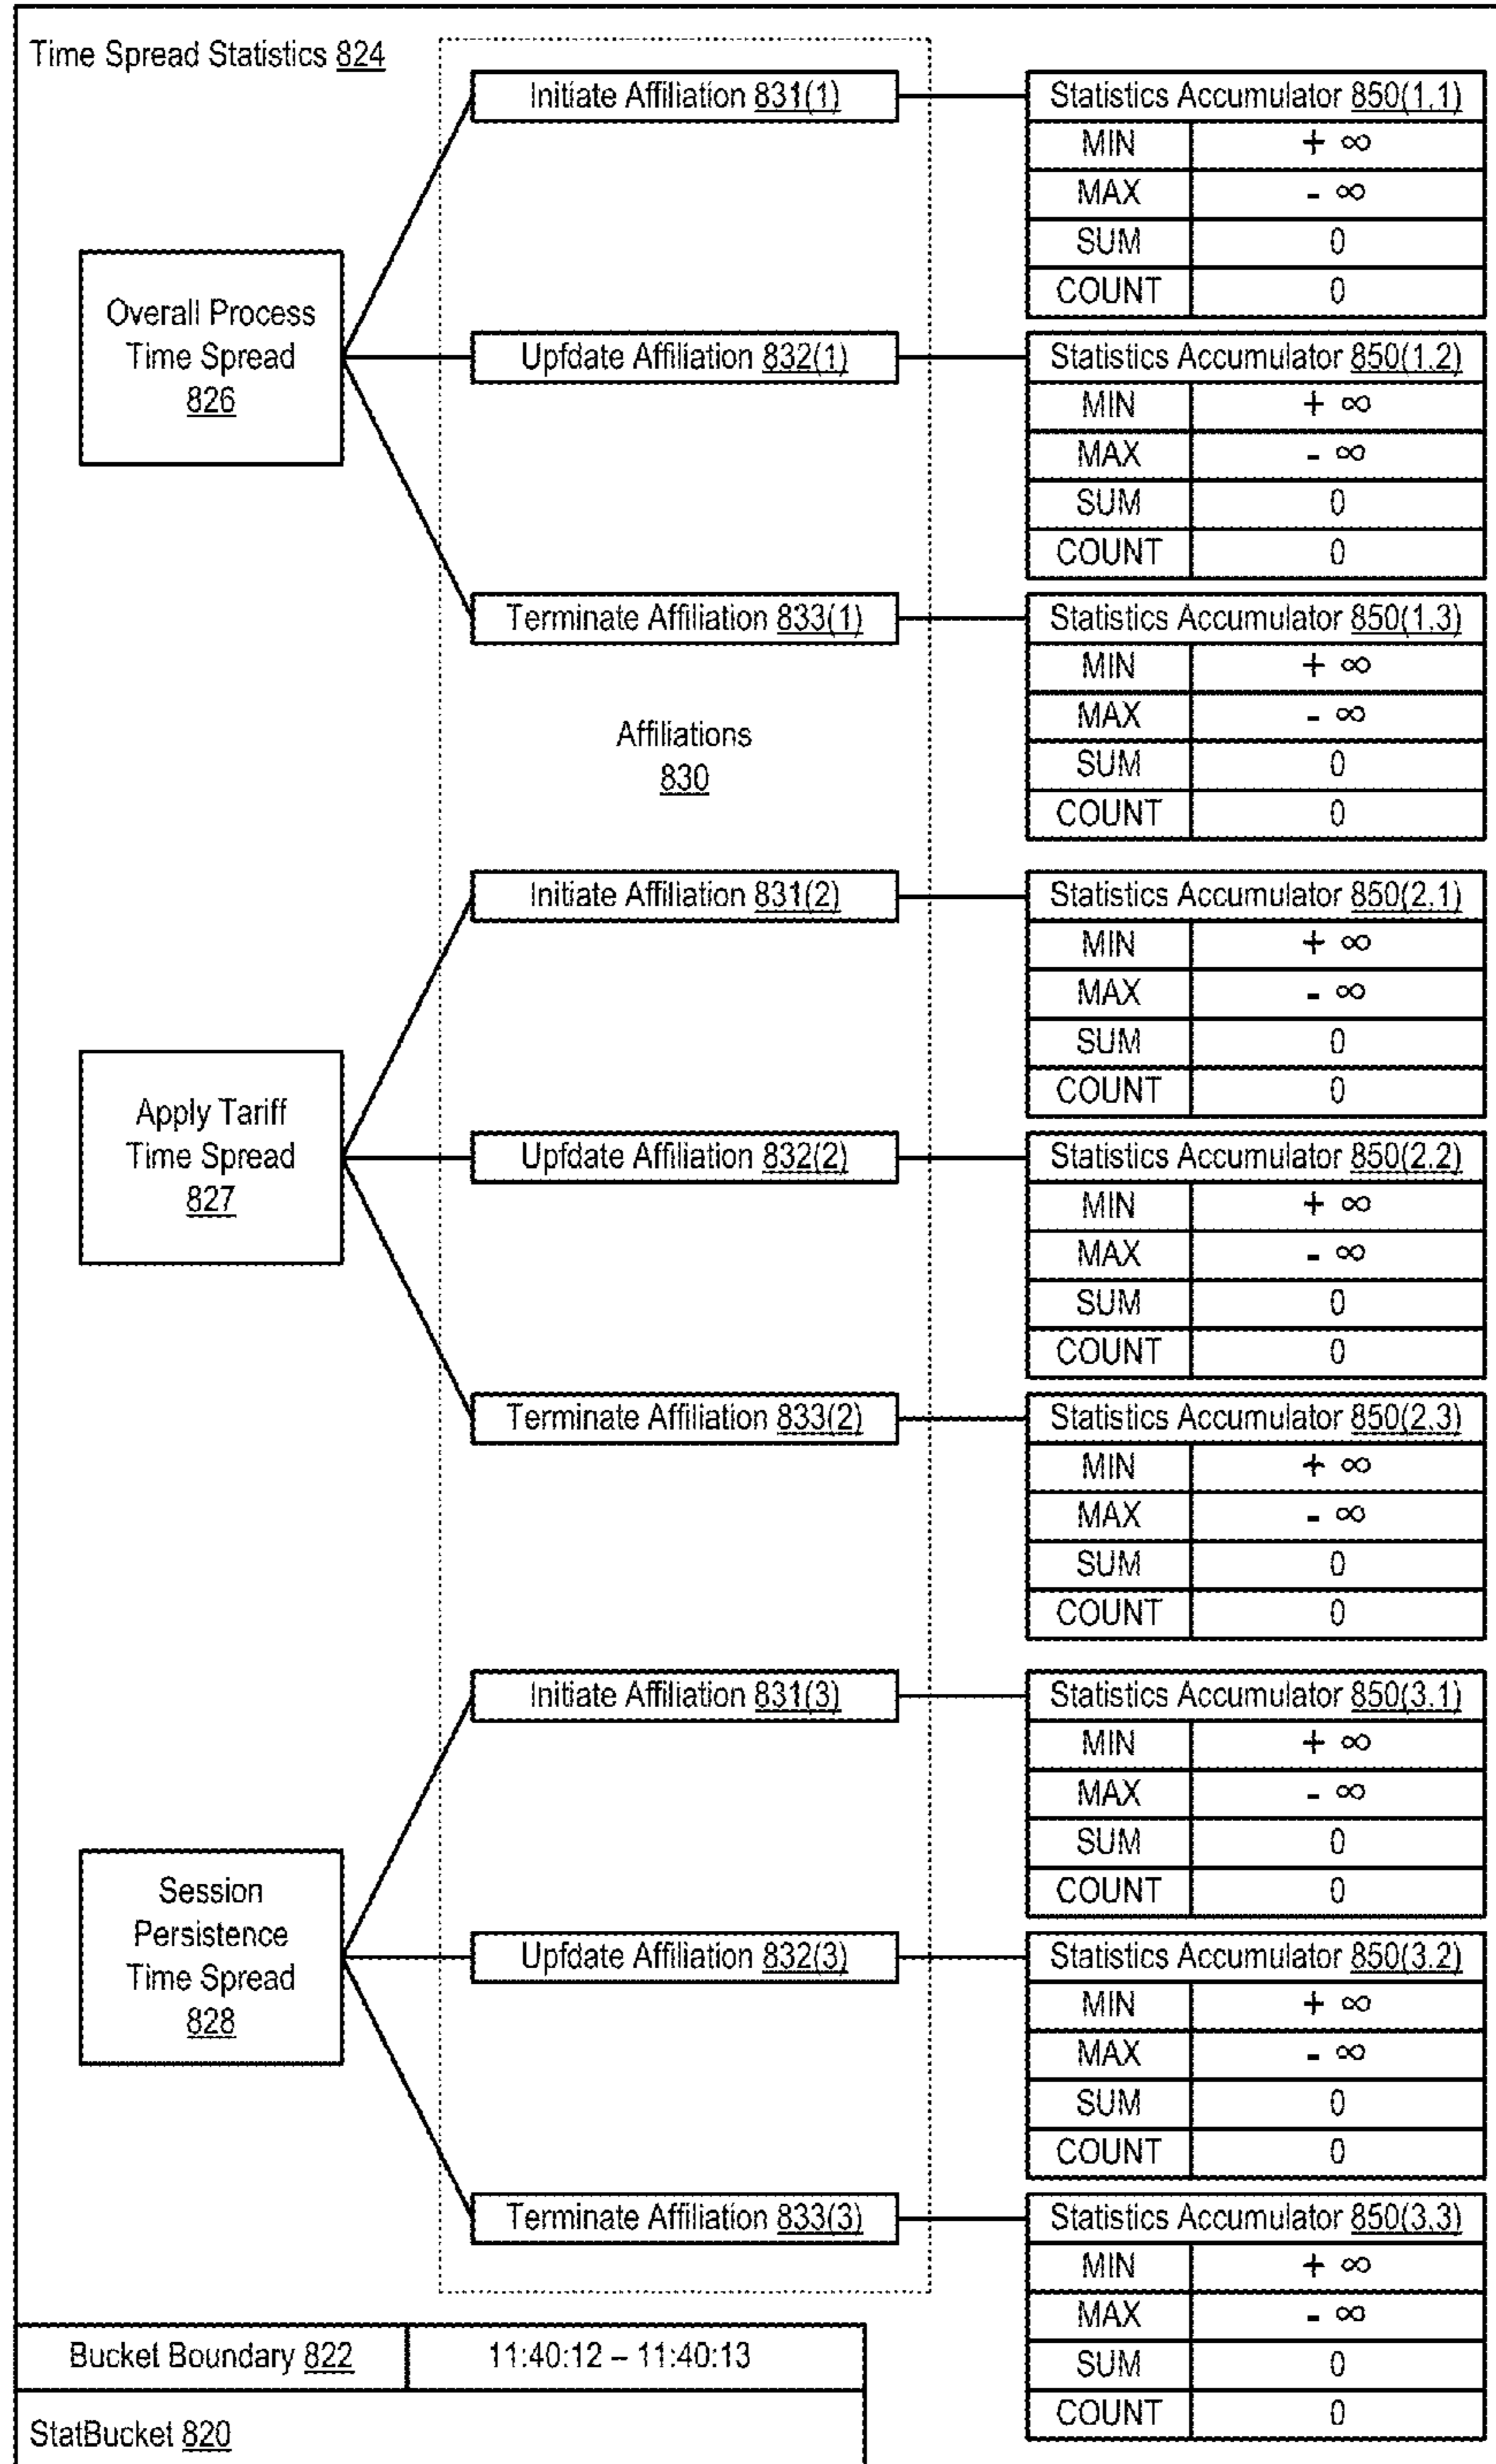 Time Spread Statistics 824
Initiate Affiliation 831(1)
Statistics Accumulator 850(1,1)
MIN + ∞
MAX - ∞
SUM 0
COUNT 0
Overall Process
Time Spread
826
Upfdate Affiliation 832(1)
Statistics Accumulator 850(1,2)
MIN + ∞
MAX - ∞
SUM 0
COUNT 0
Terminate Affiliation 833(1)
Statistics Accumulator 850(1,3)
MIN + ∞
MAX - ∞
SUM 0
COUNT 0
Affiliations
830
Initiate Affiliation 831(2)
Statistics Accumulator 850(2,1)
MIN + ∞
MAX - ∞
SUM 0
COUNT 0
Apply Tariff
Time Spread
827
Upfdate Affiliation 832(2)
Statistics Accumulator 850(2,2)
MIN + ∞
MAX - ∞
SUM 0
COUNT 0
Terminate Affiliation 833(2)
Statistics Accumulator 850(2,3)
MIN + ∞
MAX - ∞
SUM 0
COUNT 0
Initiate Affiliation 831(3)
Statistics Accumulator 850(3,1)
MIN + ∞
MAX - ∞
SUM 0
COUNT 0
Session
Persistence
Time Spread
828
Upfdate Affiliation 832(3)
Statistics Accumulator 850(3,2)
MIN + ∞
MAX - ∞
SUM 0
COUNT 0
Terminate Affiliation 833(3)
Statistics Accumulator 850(3,3)
MIN + ∞
MAX - ∞
SUM 0
COUNT 0
Bucket Boundary 822 11:40:12 – 11:40:13
StatBucket 820